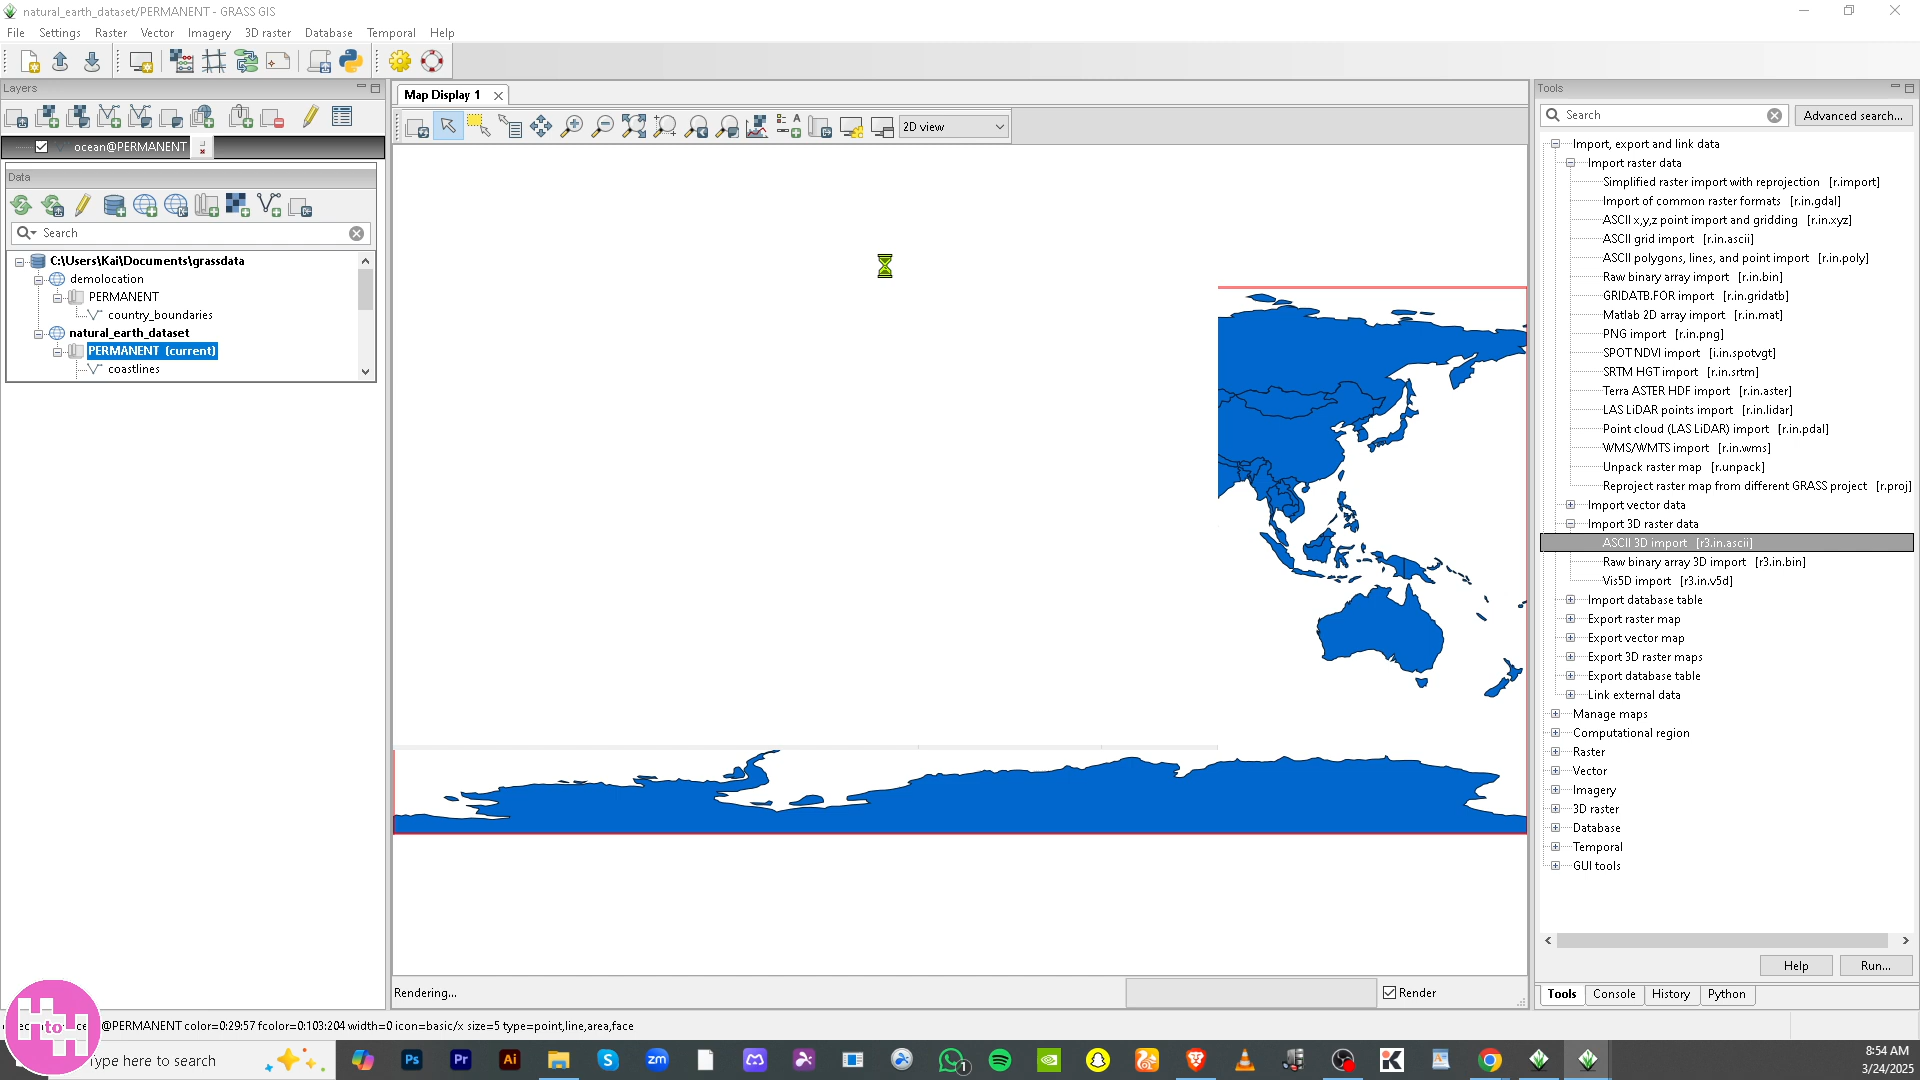 natural_earth_dataset/PERMANENT - GRASS GIS
File Settings Raster Vector Imagery 3D raster Database Temporal Help
Layers
ocean@PERMANENT
Data
Search
C:\Users\Kai\Documents\grassdata
demolocation
PERMANENT
country_boundaries
natural_earth_dataset
PERMANENT (current)
coastlines
Map Display 1
2D view
Rendering...
Render
Tools
Search
Advanced search...
Import, export and link data
Import raster data
Simplified raster import with reprojection [r.import]
Import of common raster formats [r.in.gdal]
ASCII x,y,z point import and gridding [r.in.xyz]
ASCII grid import [r.in.ascii]
ASCII polygons, lines, and point import [r.in.poly]
Raw binary array import [r.in.bin]
GRIDATB.FOR import [r.in.gridatb]
Matlab 2D array import [r.in.mat]
PNG import [r.in.png]
SPOT NDVI import [i.in.spotvgt]
SRTM HGT import [r.in.srtm]
Terra ASTER HDF import [r.in.aster]
LAS LiDAR points import [r.in.lidar]
Point cloud (LAS LiDAR) import [r.in.pdal]
WMS/WMTS import [r.in.wms]
Unpack raster map [r.unpack]
Reproject raster map from different GRASS project [r.proj]
Import vector data
Import 3D raster data
ASCII 3D import [r3.in.ascii]
Raw binary array 3D import [r3.in.bin]
Vis5D import [r3.in.v5d]
Import database table
Export raster map
Export vector map
Export 3D raster maps
Export database table
Link external data
Manage maps
Computational region
Raster
Vector
Imagery
3D raster
Database
Temporal
GUI tools
Help Run...
Tools Console History Python
@PERMANENT color=0:29:57 fcolor=0:103:204 width=0 icon=basic/x size=5 type=point,line,area,face
H to H
ype here to search
Ps Pr Ai S zm 1 K
8:54 AM
3/24/2025